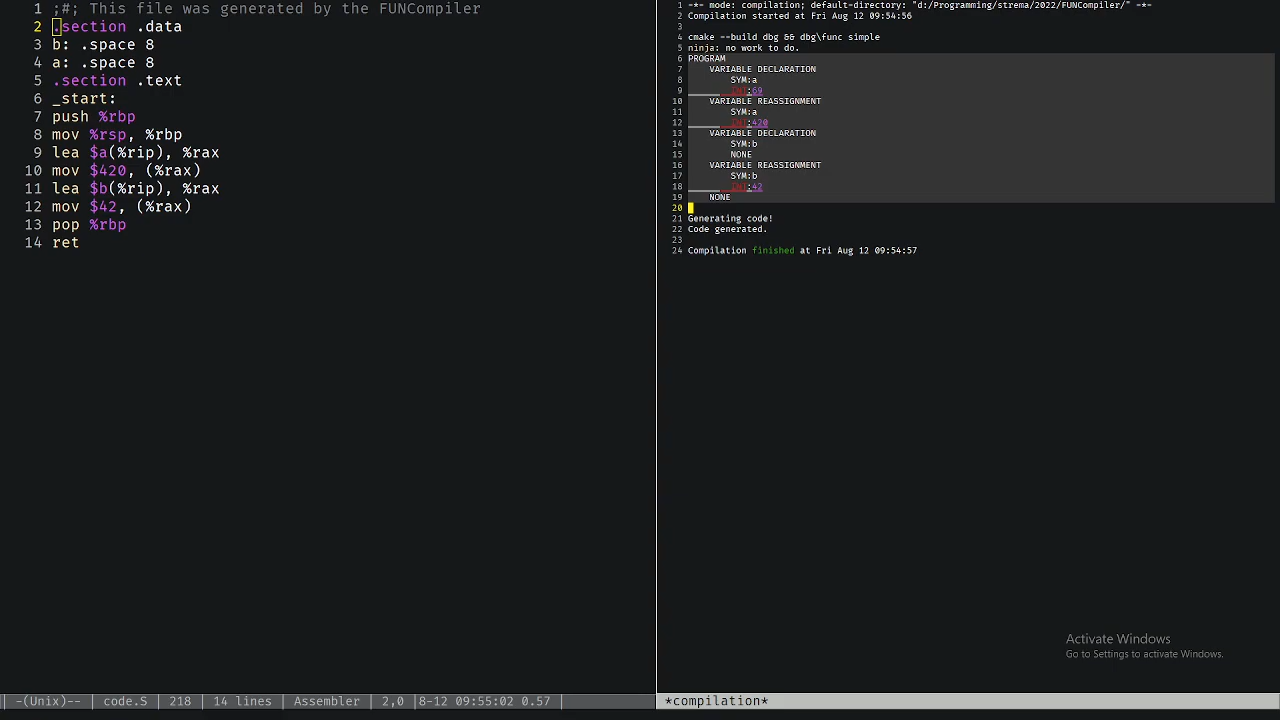 1 ;#; This file was generated by the FUNCompiler
2 .section .data
3 b: .space 8
4 a: .space 8
5 .section .text
6 _start:
7 push %rbp
8 mov %rsp, %rbp
9 lea $a(%rip), %rax
10 mov $420, (%rax)
11 lea $b(%rip), %rax
12 mov $42, (%rax)
13 pop %rbp
14 ret
-(Unix)-- code.S 218 14 lines Assembler 2,0 8-12 09:55:02 0.57
1 -*- mode: compilation; default-directory: "d:/Programming/strema/2022/FUNCompiler/" -*-
2 Compilation started at Fri Aug 12 09:54:56
3
4 cmake --build dbg && dbg\func simple
5 ninja: no work to do.
6 PROGRAM
7 VARIABLE DECLARATION
8 SYM:a
9 INT:69
10 VARIABLE REASSIGNMENT
11 SYM:a
12 INT:420
13 VARIABLE DECLARATION
14 SYM:b
15 NONE
16 VARIABLE REASSIGNMENT
17 SYM:b
18 INT:42
19 NONE
20
21 Generating code!
22 Code generated.
23
24 Compilation finished at Fri Aug 12 09:54:57
Activate Windows
Go to Settings to activate Windows.
*compilation*